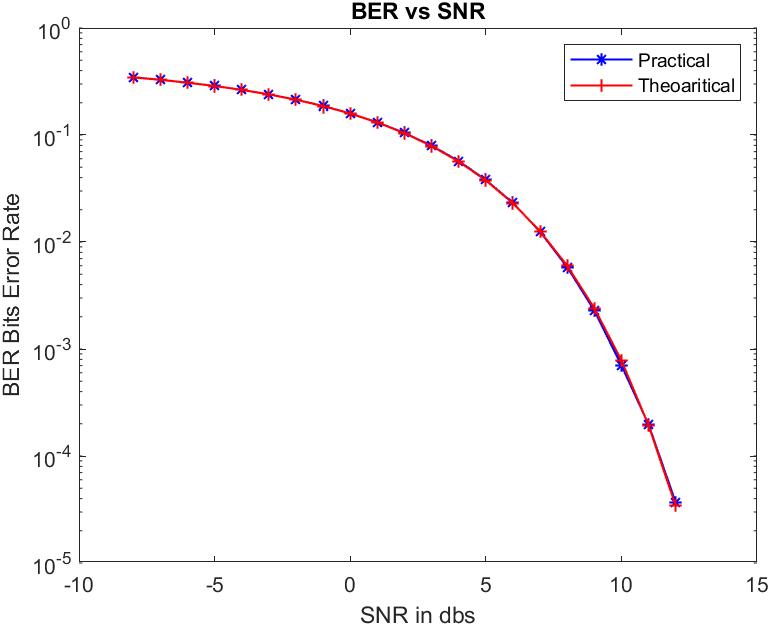 BER vs SNR
10^0
10^-1
10^-2
10^-3
10^-4
10^-5
BER Bits Error Rate
Practical
Theoaritical
-10 -5 0 5 10 15
SNR in dbs